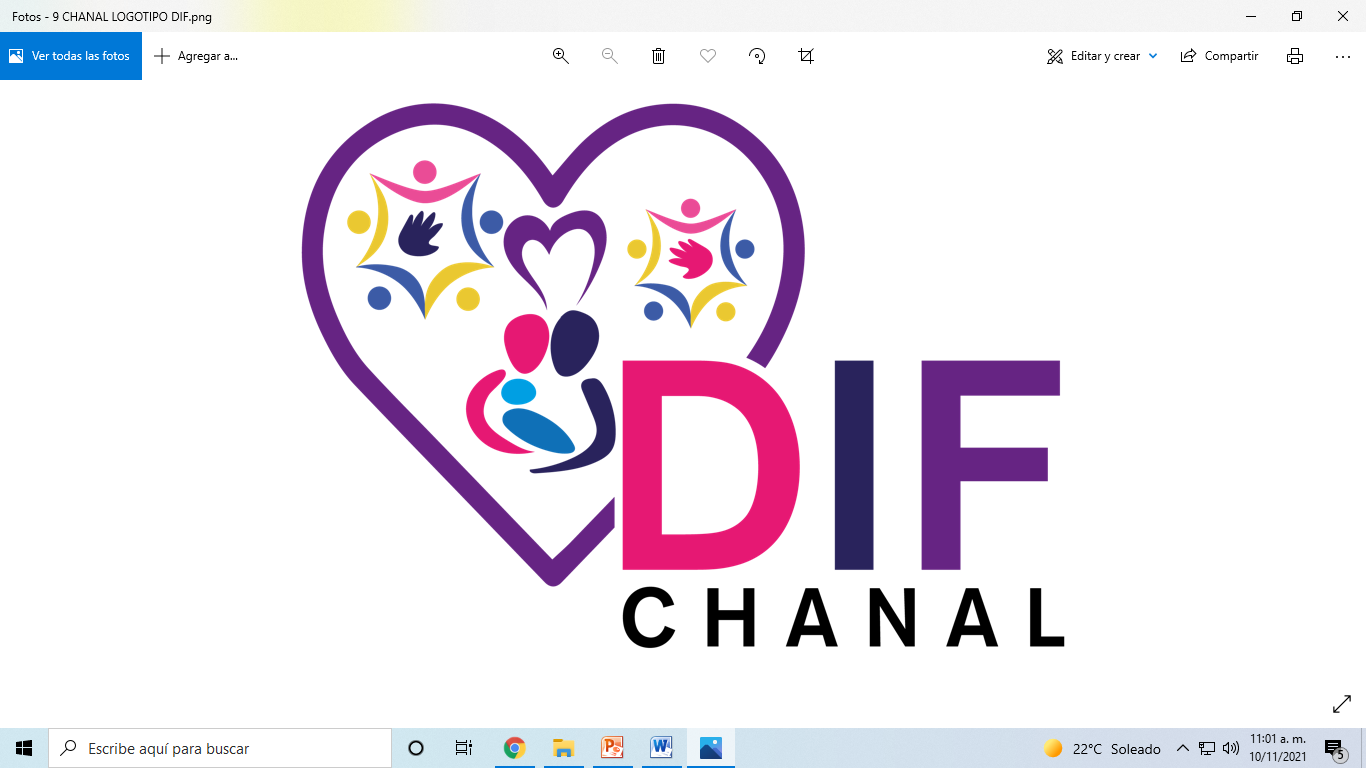 Fotos - 9 CHANAL LOGOTIPO DIF.png
Ver todas las fotos
Agregar a...
Editar y crear
Compartir
DIF
CHANAL
Escribe aquí para buscar
22°C Soleado
11:01 a. m.
10/11/2021
5